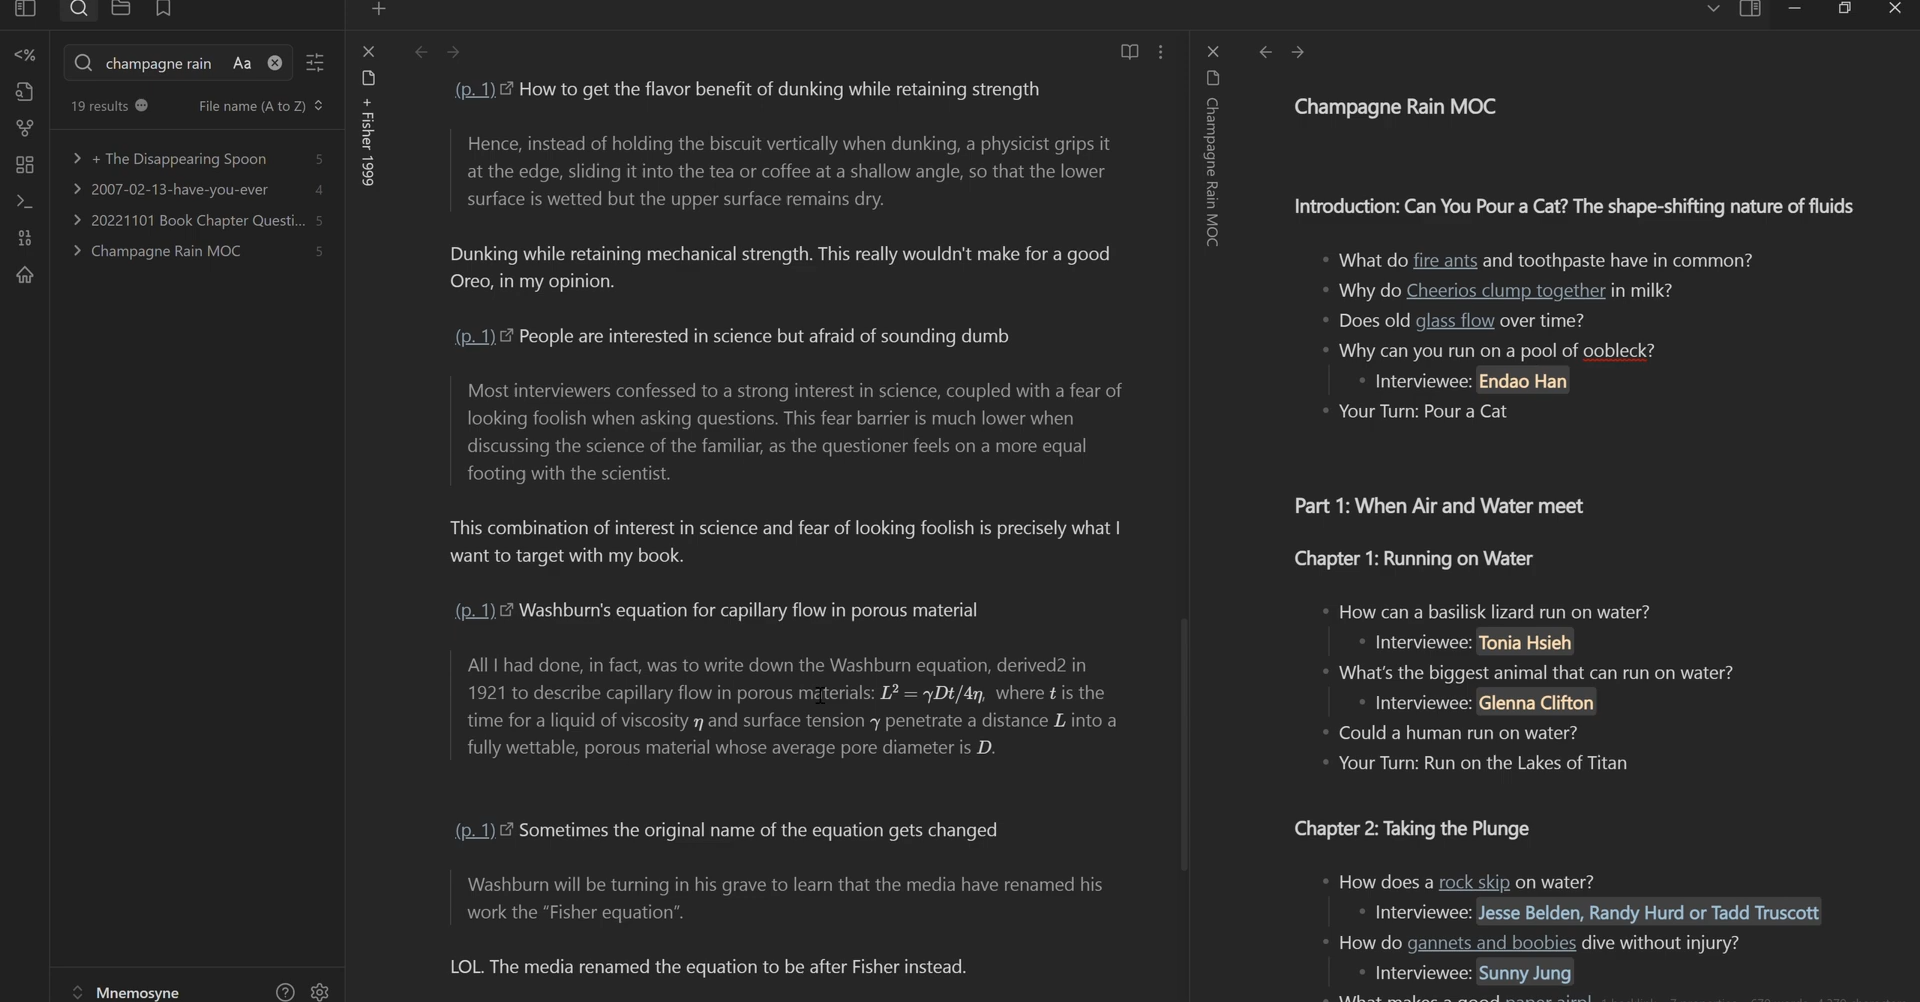 champagne rain Aa
19 results File name (A to Z)
+ The Disappearing Spoon 5
2007-02-13-have-you-ever 4
20221101 Book Chapter Questi... 5
Champagne Rain MOC 5
Mnemosyne
+ Fisher 1999
(p. 1) How to get the flavor benefit of dunking while retaining strength
Hence, instead of holding the biscuit vertically when dunking, a physicist grips it
at the edge, sliding it into the tea or coffee at a shallow angle, so that the lower
surface is wetted but the upper surface remains dry.
Dunking while retaining mechanical strength. This really wouldn't make for a good
Oreo, in my opinion.
(p. 1) People are interested in science but afraid of sounding dumb
Most interviewers confessed to a strong interest in science, coupled with a fear of
looking foolish when asking questions. This fear barrier is much lower when
discussing the science of the familiar, as the questioner feels on a more equal
footing with the scientist.
This combination of interest in science and fear of looking foolish is precisely what I
want to target with my book.
(p. 1) Washburn's equation for capillary flow in porous material
All I had done, in fact, was to write down the Washburn equation, derived2 in
1921 to describe capillary flow in porous materials: L² = γDt/4η, where t is the
time for a liquid of viscosity η and surface tension γ penetrate a distance L into a
fully wettable, porous material whose average pore diameter is D.
(p. 1) Sometimes the original name of the equation gets changed
Washburn will be turning in his grave to learn that the media have renamed his
work the “Fisher equation”.
LOL. The media renamed the equation to be after Fisher instead.
Champagne Rain MOC
Champagne Rain MOC
Introduction: Can You Pour a Cat? The shape-shifting nature of fluids
What do fire ants and toothpaste have in common?
Why do Cheerios clump together in milk?
Does old glass flow over time?
Why can you run on a pool of oobleck?
Interviewee: Endao Han
Your Turn: Pour a Cat
Part 1: When Air and Water meet
Chapter 1: Running on Water
How can a basilisk lizard run on water?
Interviewee: Tonia Hsieh
What's the biggest animal that can run on water?
Interviewee: Glenna Clifton
Could a human run on water?
Your Turn: Run on the Lakes of Titan
Chapter 2: Taking the Plunge
How does a rock skip on water?
Interviewee: Jesse Belden, Randy Hurd or Tadd Truscott
How do gannets and boobies dive without injury?
Interviewee: Sunny Jung
What makes a good paper